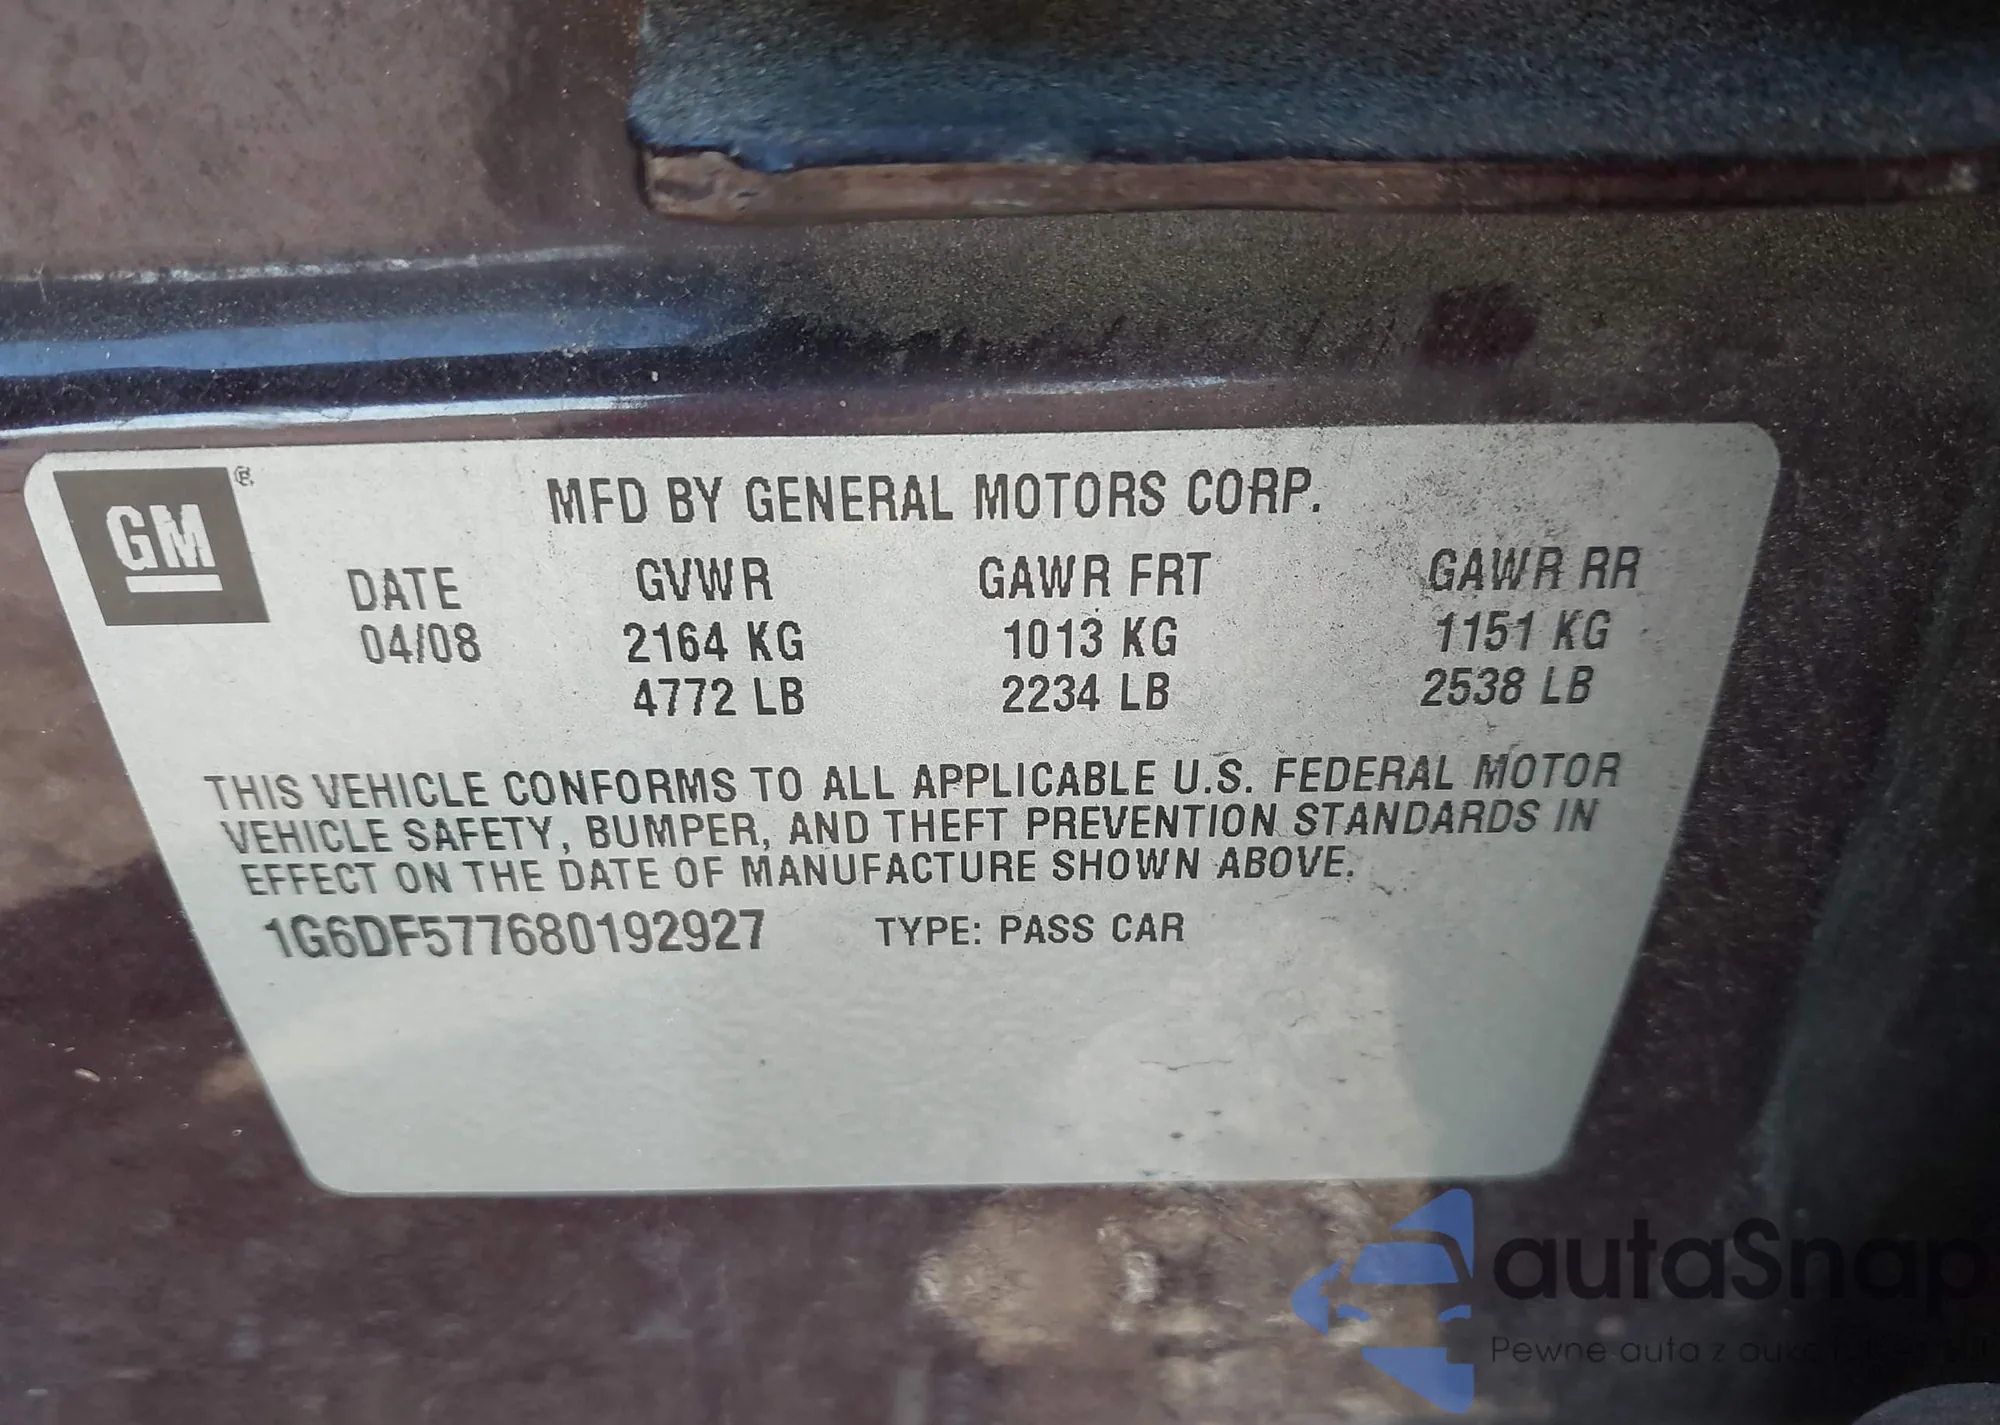 GM
MFD BY GENERAL MOTORS CORP.
DATE GVWR GAWR FRT GAWR RR
04/08 2164 KG 1013 KG 1151 KG
4772 LB 2234 LB 2538 LB
THIS VEHICLE CONFORMS TO ALL APPLICABLE U.S. FEDERAL MOTOR
VEHICLE SAFETY, BUMPER, AND THEFT PREVENTION STANDARDS IN
EFFECT ON THE DATE OF MANUFACTURE SHOWN ABOVE.
1G6DF577680192927 TYPE: PASS CAR
autaSnap
Pewne auta z